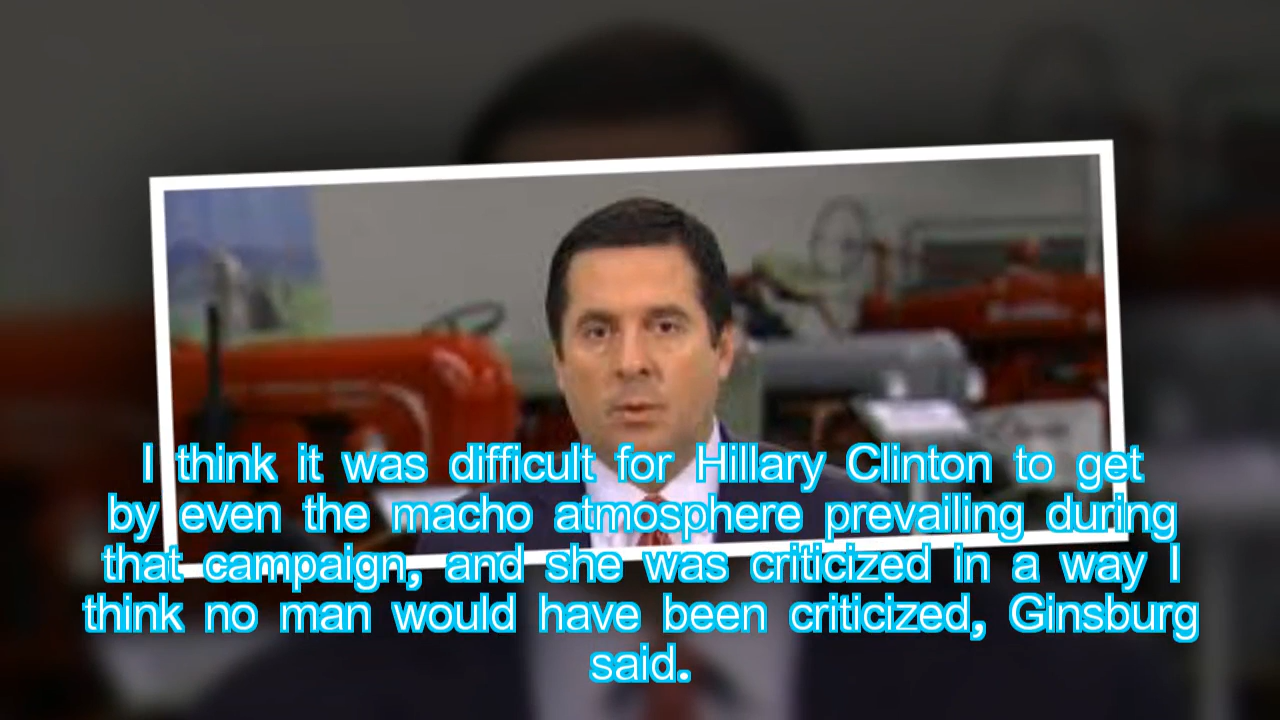 I think it was difficult for Hillary Clinton to get
by even the macho atmosphere prevailing during
that campaign, and she was criticized in a way I
think no man would have been criticized, Ginsburg
said.